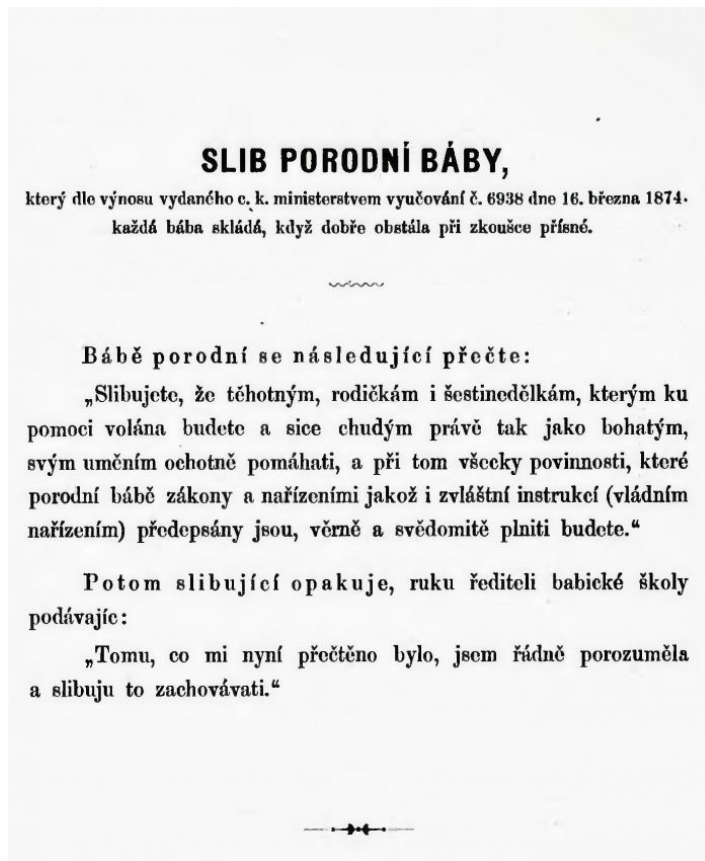 SLIB PORODNÍ BÁBY,
který dle výnosu vydaného c. k. ministerstvem vyučování č. 6938 dne 16. března 1874.
každá bába skládá, když dobře obstála při zkoušce přísné.
Bábě porodní se následující přečte:
„Slibujete, že těhotným, rodičkám i šestinedělkám, kterým ku
pomoci volána budete a sice chudým právě tak jako bohatým,
svým uměním ochotně pomáhati, a při tom všecky povinnosti, které
porodní bábě zákony a nařízeními jakož i zvláštní instrukcí (vládním
nařízením) předepsány jsou, věrně a svědomitě plniti budete.“
Potom slibující opakuje, ruku řediteli babické školy
podávajíc:
„Tomu, co mi nyní přečtěno bylo, jsem řádně porozuměla
a slibuju to zachovávati.“